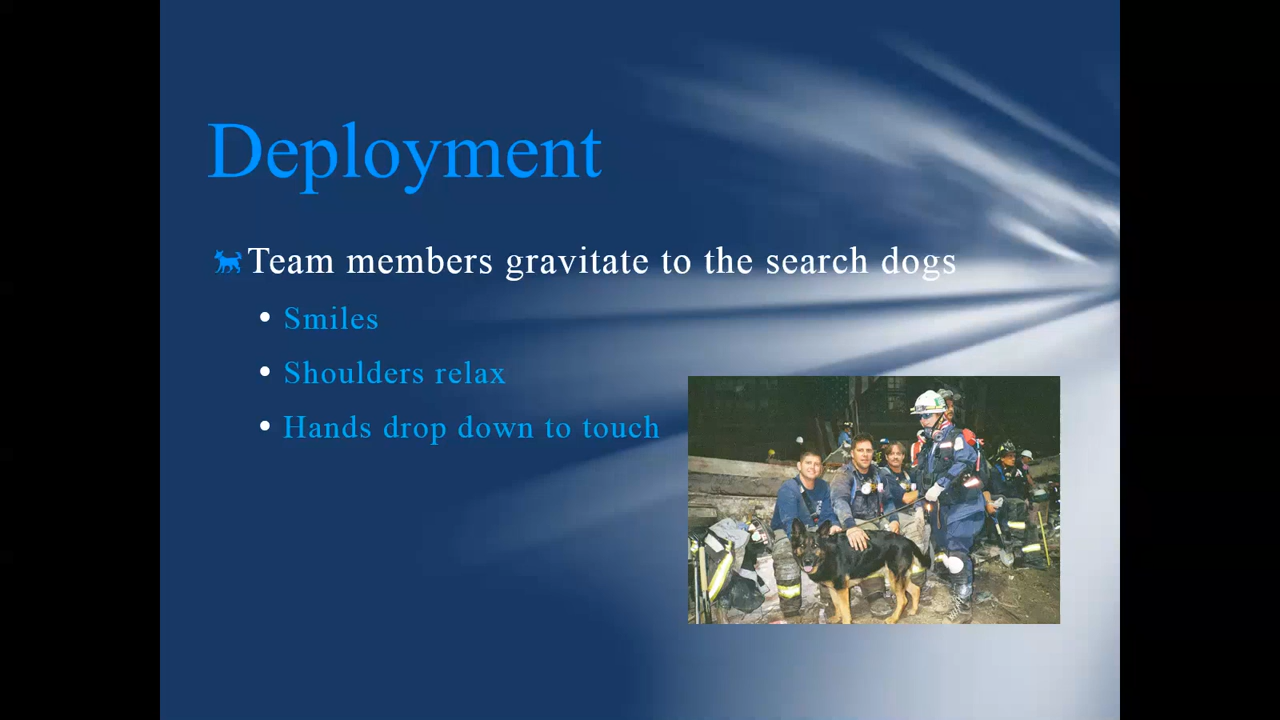 Deployment
Team members gravitate to the search dogs
Smiles
Shoulders relax
Hands drop down to touch